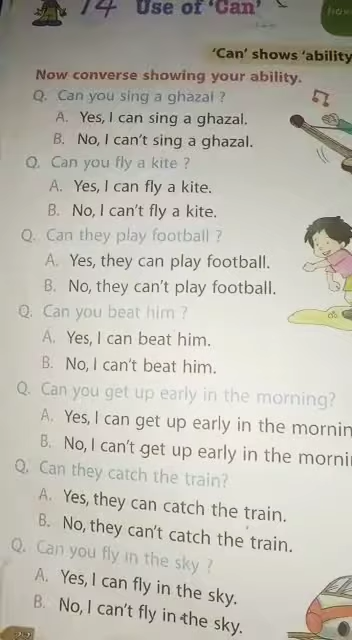 14 Use of 'Can'
'Can' shows 'ability
Now converse showing your ability.
Q. Can you sing a ghazal ?
A. Yes, I can sing a ghazal.
B. No, I can't sing a ghazal.
Q. Can you fly a kite ?
A. Yes, I can fly a kite.
B. No, I can't fly a kite.
Q. Can they play football ?
A. Yes, they can play football.
B. No, they can't play football.
Q. Can you beat him ?
A. Yes, I can beat him.
B. No, I can't beat him.
Q. Can you get up early in the morning?
A. Yes, I can get up early in the mornin
B. No, I can't get up early in the morni
Q. Can they catch the train?
A. Yes, they can catch the train.
B. No, they can't catch the train.
Q. Can you fly in the sky ?
A. Yes, I can fly in the sky.
B. No, I can't fly in the sky.